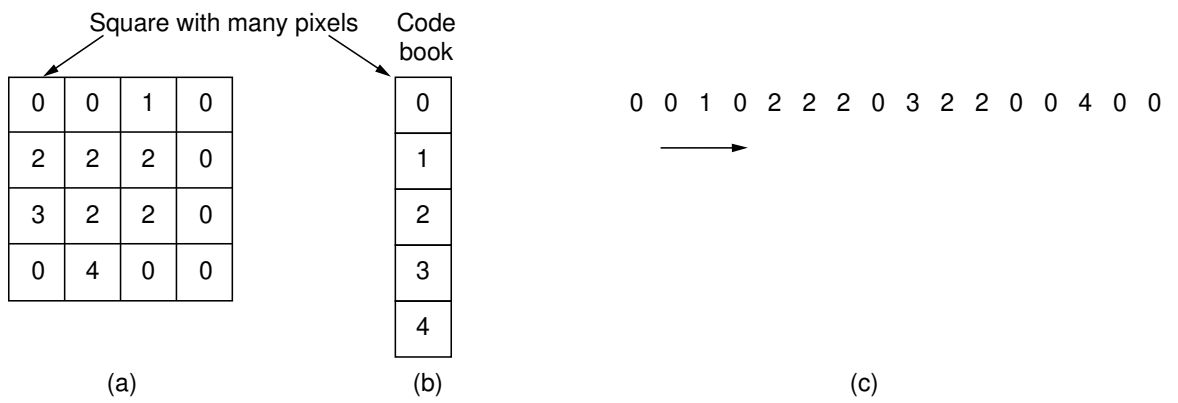 Square with many pixels
Code
book
0 0 1 0
2 2 2 0
3 2 2 0
0 4 0 0
0
1
2
3
4
0 0 1 0 2 2 2 0 3 2 2 0 0 4 0 0
(a)
(b)
(c)